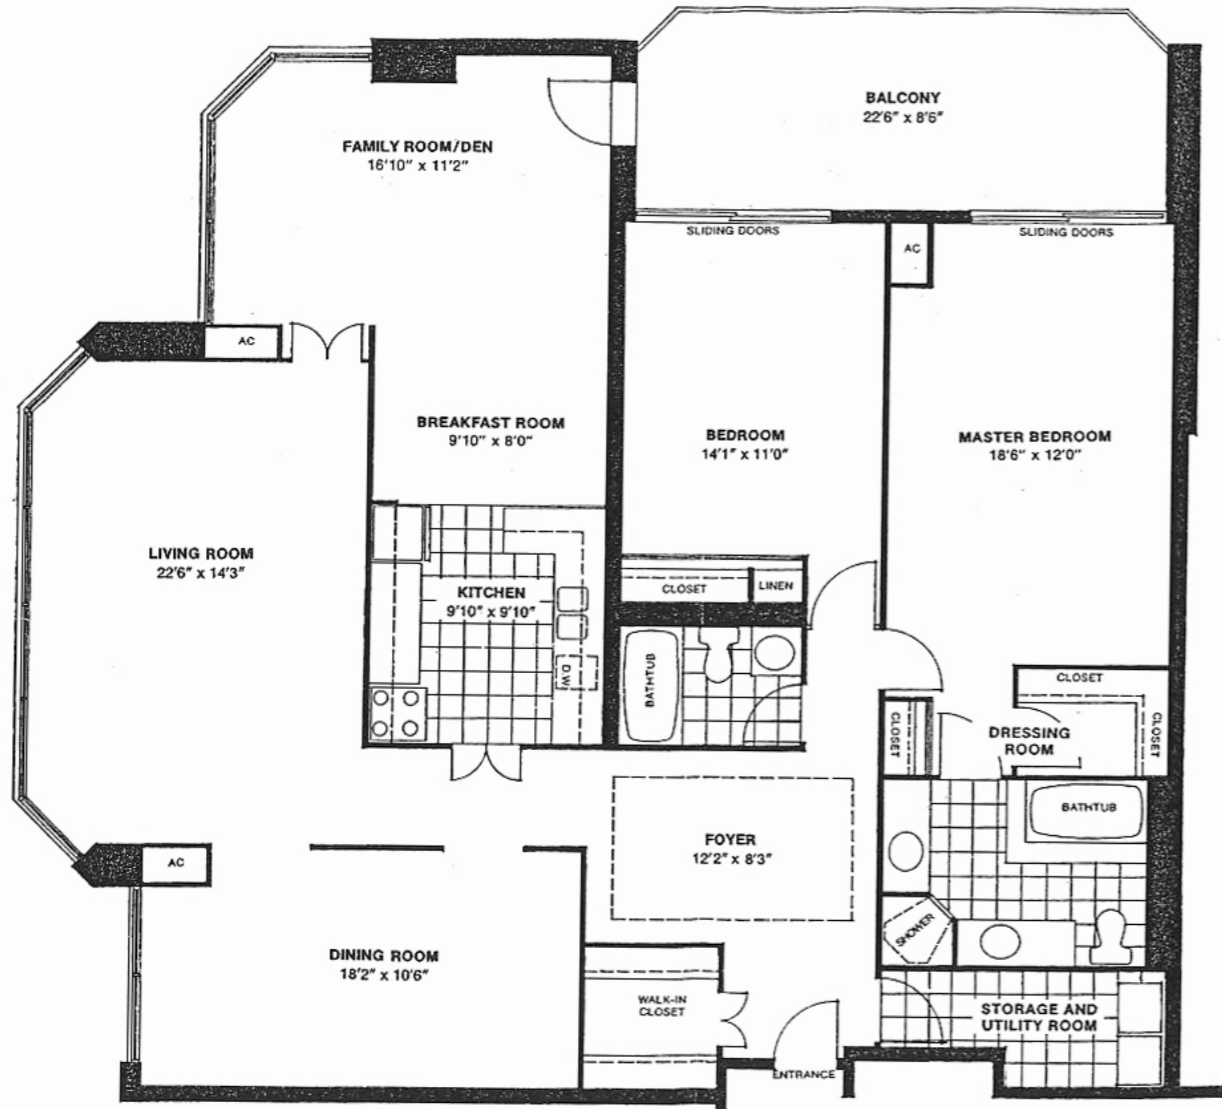 BALCONY
22'6" x 8'6"
FAMILY ROOM/DEN
16'10" x 11'2"
SLIDING DOORS
SLIDING DOORS
AC
AC
BREAKFAST ROOM
9'10" x 8'0"
BEDROOM
14'1" x 11'0"
MASTER BEDROOM
18'6" x 12'0"
LIVING ROOM
22'6" x 14'3"
KITCHEN
9'10" x 9'10"
CLOSET
LINEN
D.W
BATHTUB
CLOSET
CLOSET
CLOSET
DRESSING
ROOM
BATHTUB
FOYER
12'2" x 8'3"
AC
SHOWER
DINING ROOM
18'2" x 10'6"
WALK-IN
CLOSET
STORAGE AND
UTILITY ROOM
ENTRANCE